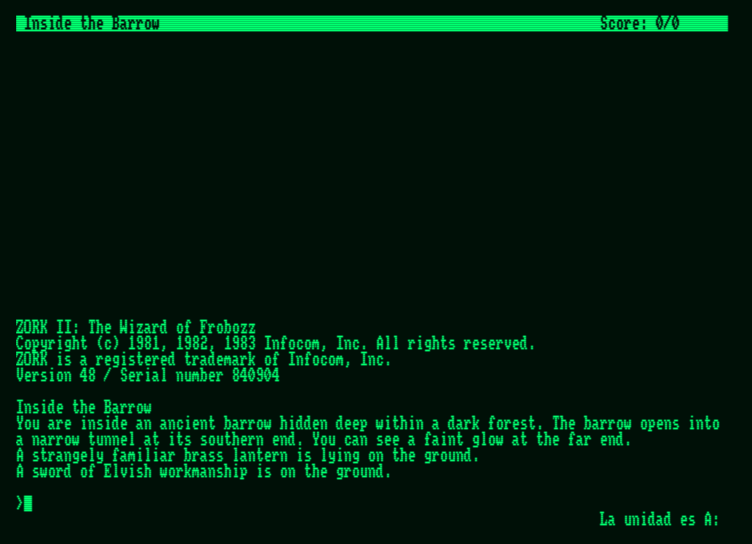 Inside the Barrow Score: 0/0
ZORK II: The Wizard of Frobozz
Copyright (c) 1981, 1982, 1983 Infocom, Inc. All rights reserved.
ZORK is a registered trademark of Infocom, Inc.
Version 48 / Serial number 840904
Inside the Barrow
You are inside an ancient barrow hidden deep within a dark forest. The barrow opens into
a narrow tunnel at its southern end. You can see a faint glow at the far end.
A strangely familiar brass lantern is lying on the ground.
A sword of Elvish workmanship is on the ground.
>
La unidad es A: